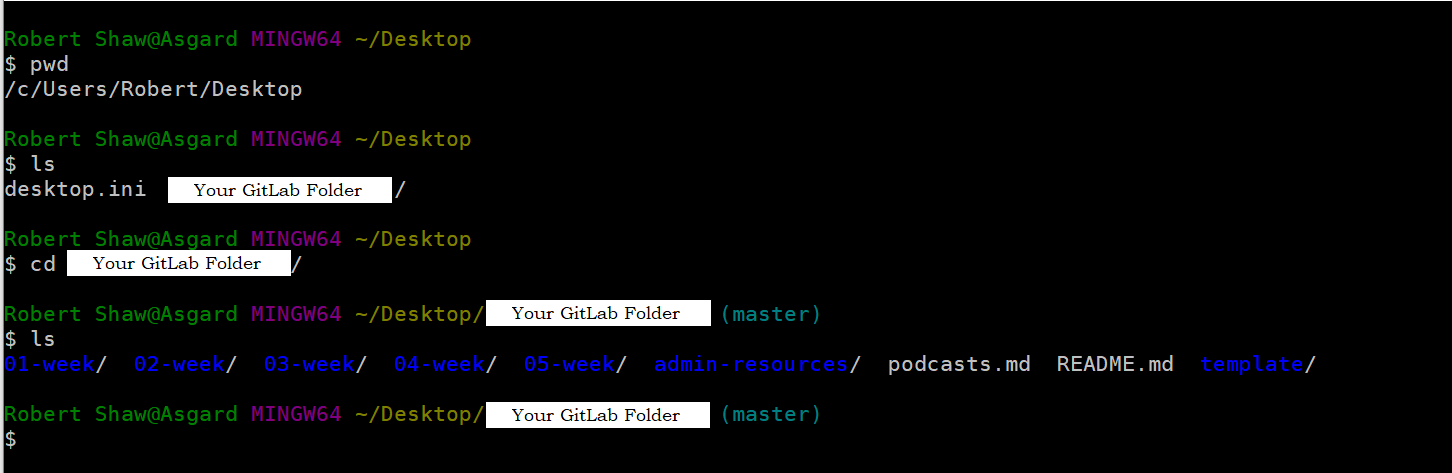 Robert Shaw@Asgard MINGW64 ~/Desktop
$ pwd
/c/Users/Robert/Desktop
Robert Shaw@Asgard MINGW64 ~/Desktop
$ ls
desktop.ini Your GitLab Folder/
Robert Shaw@Asgard MINGW64 ~/Desktop
$ cd Your GitLab Folder/
Robert Shaw@Asgard MINGW64 ~/Desktop/Your GitLab Folder (master)
$ ls
01-week/ 02-week/ 03-week/ 04-week/ 05-week/ admin-resources/ podcasts.md README.md template/
Robert Shaw@Asgard MINGW64 ~/Desktop/Your GitLab Folder (master)
$